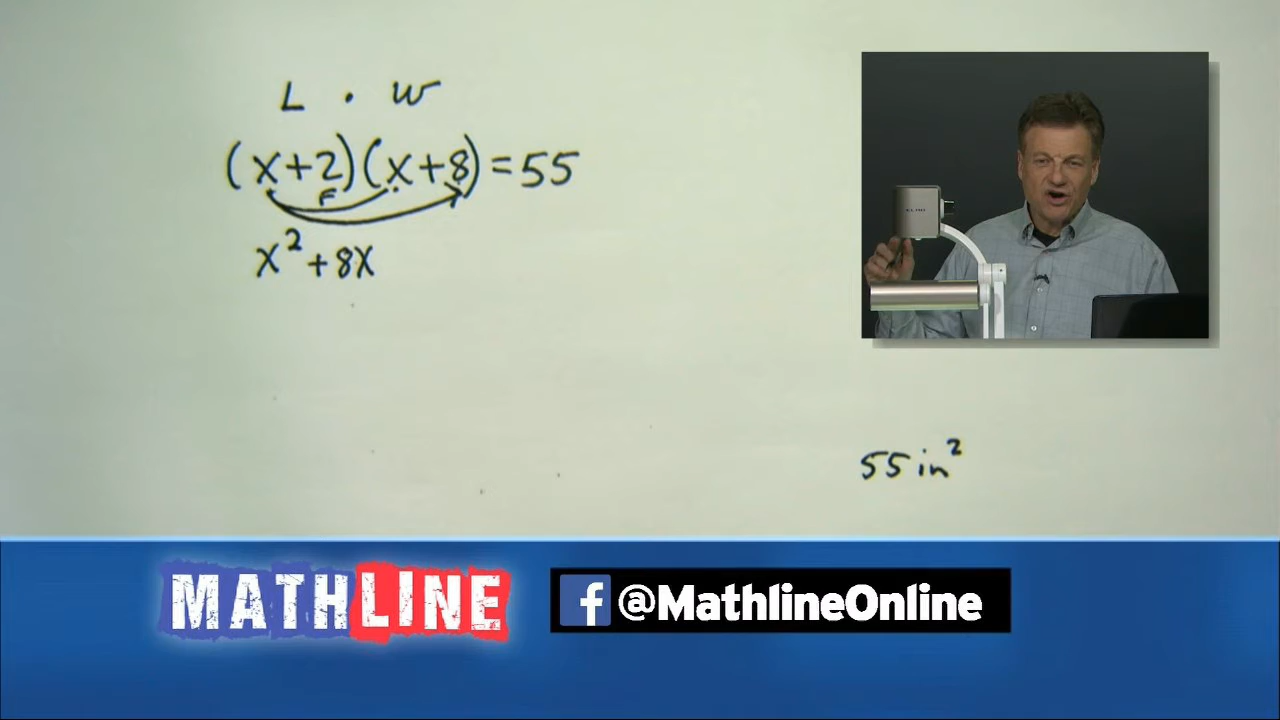 L · W
(x+2)(x+8)=55
F
x²+8x
55 in²
MATHLINE
f @MathlineOnline